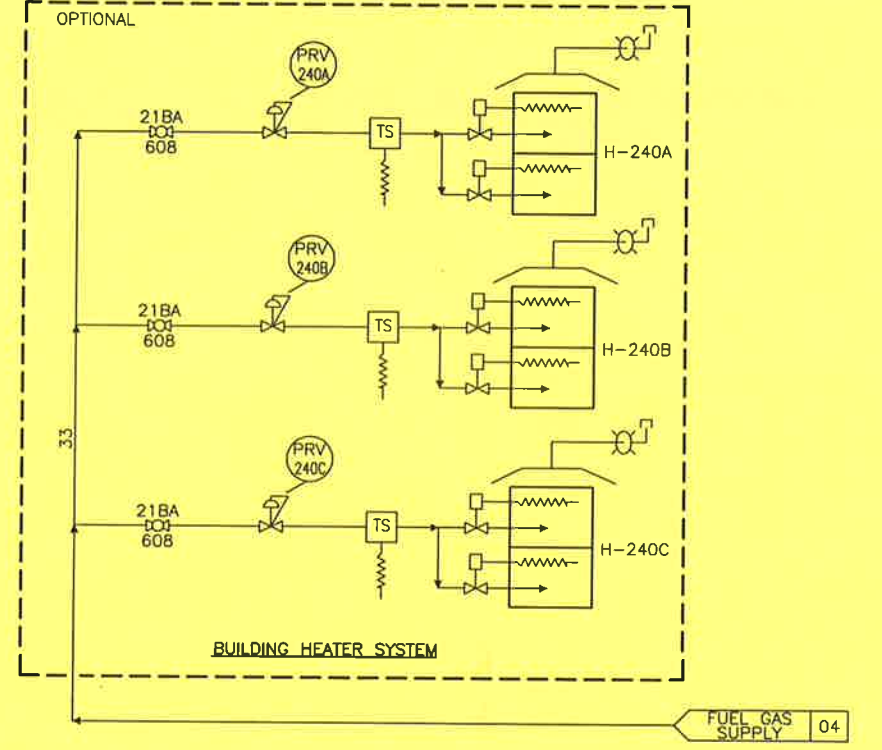 OPTIONAL
PRV
240A
21BA
608
TS
H-240A
PRV
240B
21BA
608
TS
H-240B
33
PRV
240C
21BA
608
TS
H-240C
BUILDING HEATER SYSTEM
FUEL GAS
SUPPLY
04